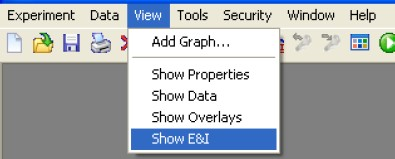 Experiment Data View Tools Security Window Help
Add Graph...
Show Properties
Show Data
Show Overlays
Show E&I